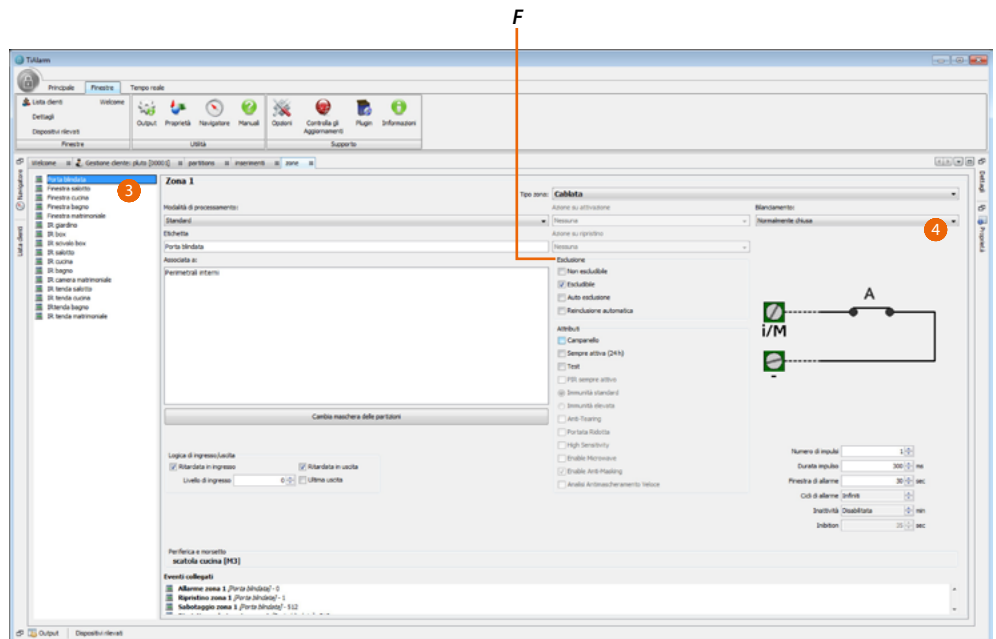 F
TiAlarm
Principale Finestre Tempo reale
Lista clienti Welcome
Dettagli
Dispositivi rilevati
Output Proprietà Navigatore Manuali Opzioni Controlla gli Aggiornamenti Plugin Informazioni
Finestre Utilità Supporto
Welcome Gestione cliente: pluto [00001] partitions inserimenti zone
Navigatore
Lista clienti
Dettagli
Proprietà
Porta blindata
Finestra salotto
Finestra cucina
Finestra bagno
Finestra matrimoniale
IR giardino
IR box
IR scivolo box
IR salotto
IR cucina
IR bagno
IR camera matrimoniale
IR tenda salotto
IR tenda cucina
IRtenda bagno
IR tenda matrimoniale
3
Zona 1
Tipo zona: Cablata
Modalità di processamento:
Standard
Etichetta
Porta blindata
Associata a:
Perimetrali interni
Cambia maschera delle partizioni
Logica di ingresso/uscita
Ritardata in ingresso Ritardata in uscita
Livello di ingresso 0 Ultima uscita
Azione su attivazione
Nessuna
Azione su ripristino
Nessuna
Esclusione
Non escludibile
Escludibile
Auto esclusione
Reinclusione automatica
Attributi
Campanello
Sempre attiva (24h)
Test
PIR sempre attivo
Immunità standard
Immunità elevata
Anti-Tearing
Portata Ridotta
High Sensitivity
Enable Microwave
Enable Anti-Masking
Analisi Antimascheramento Veloce
Bilanciamento:
Normalmente chiusa
4
A
i/M
-
Numero di impulsi 1
Durata impulso 300 ms
Finestra di allarme 30 sec
Cicli di allarme Infiniti
Inattività Disabilitata min
Inibition 35 sec
Periferica e morsetto
scatola cucina [M3]
Eventi collegati
Allarme zona 1 [Porta blindata] - 0
Ripristino zona 1 [Porta blindata] - 1
Sabotaggio zona 1 [Porta blindata] - 512
Output Dispositivi rilevati